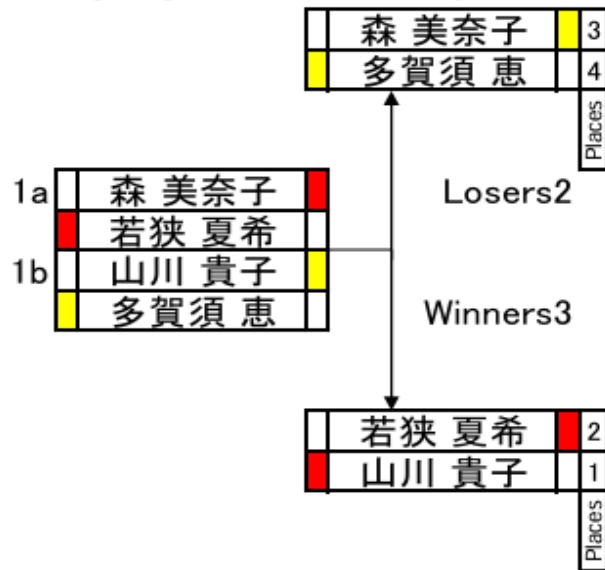 森 美奈子 3
多賀須 恵 4
Places
1a 森 美奈子
若狭 夏希
1b 山川 貴子
多賀須 恵
Losers2
Winners3
若狭 夏希 2
山川 貴子 1
Places